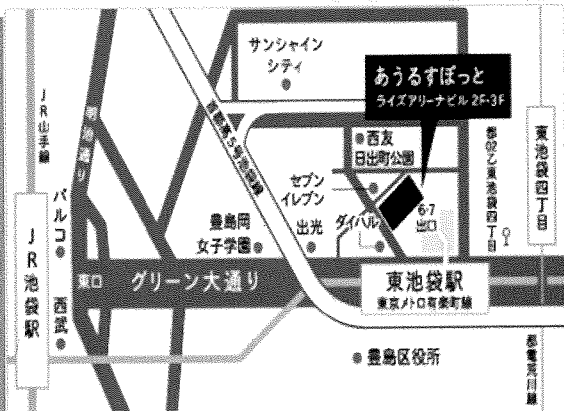 サンシャイン
シティ
あうるすぽっと
ライズアリーナビル 2F・3F
JR山手線
明治通り
首都高5号池袋線
西友
日出町公園
都02乙東池袋四丁目
東池袋四丁目
セブン
イレブン
パルコ
豊島岡
女子学園
出光
ダイハル
6・7
出口
JR池袋駅
東口
グリーン大通り
東池袋駅
東京メトロ有楽町線
西武
豊島区役所
都電荒川線